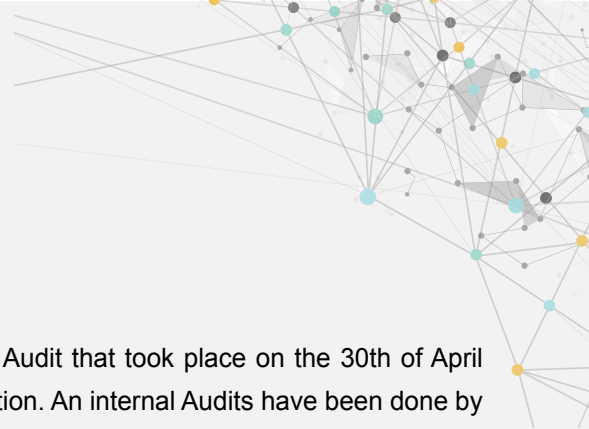 Audit that took place on the 30th of April
tion. An internal Audits have been done by